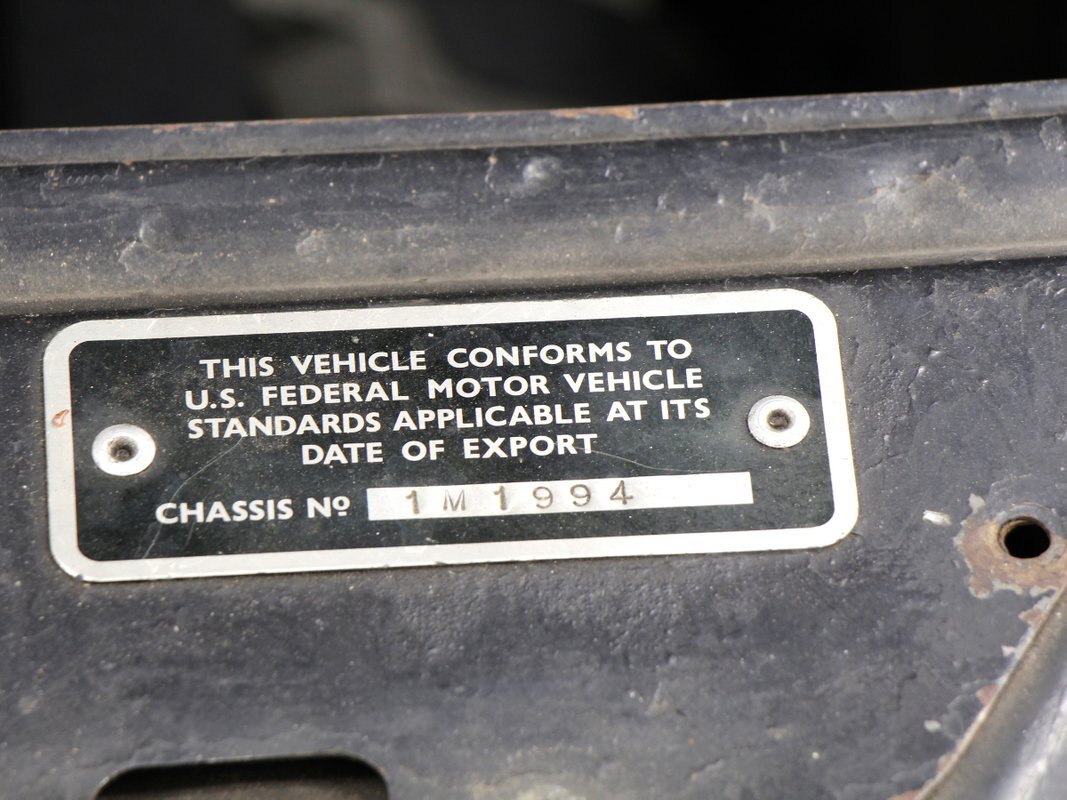 THIS VEHICLE CONFORMS TO
U.S. FEDERAL MOTOR VEHICLE
STANDARDS APPLICABLE AT ITS
DATE OF EXPORT
CHASSIS Nº 1M1994